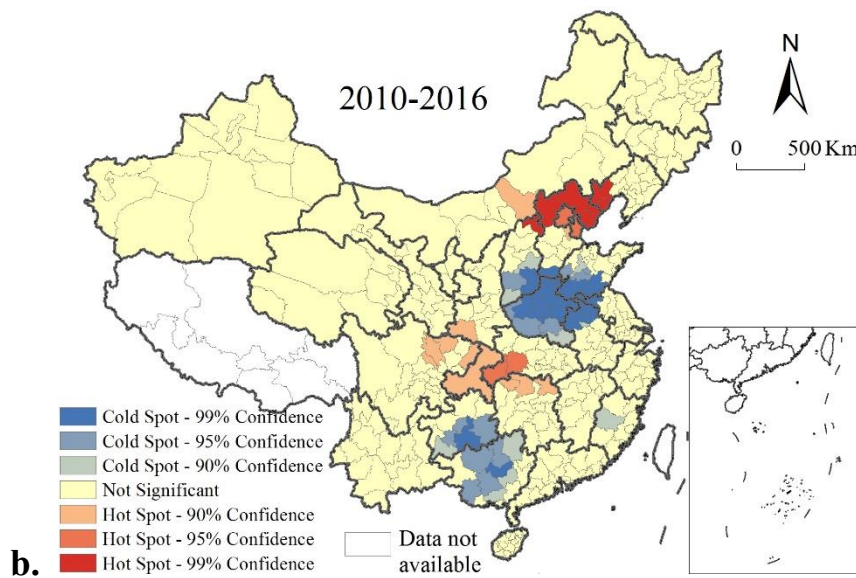 2010-2016
N
0 500 Km
Cold Spot - 99% Confidence
Cold Spot - 95% Confidence
Cold Spot - 90% Confidence
Not Significant
Hot Spot - 90% Confidence
Hot Spot - 95% Confidence
Hot Spot - 99% Confidence
Data not
available
b.